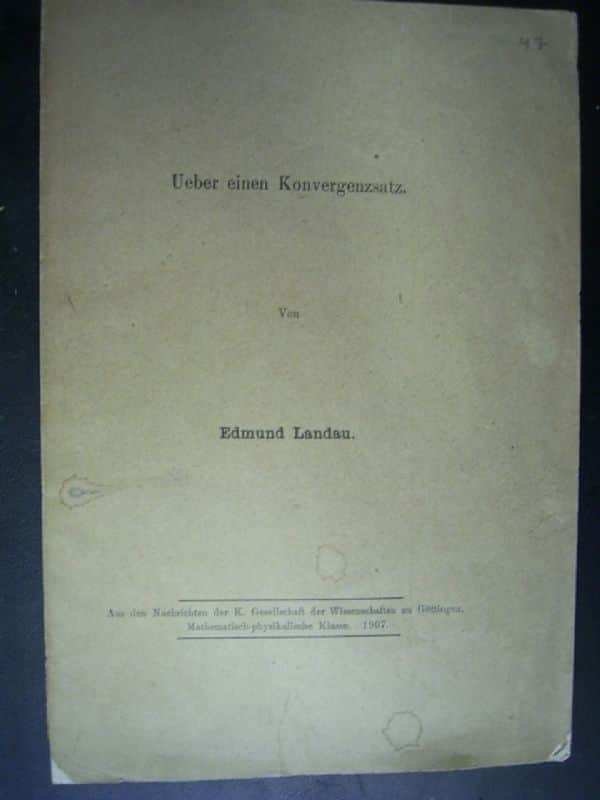 47
Ueber einen Konvergenzsatz.
Von
Edmund Landau.
Aus den Nachrichten der K. Gesellschaft der Wissenschaften zu Göttingen.
Mathematisch-physikalische Klasse. 1907.